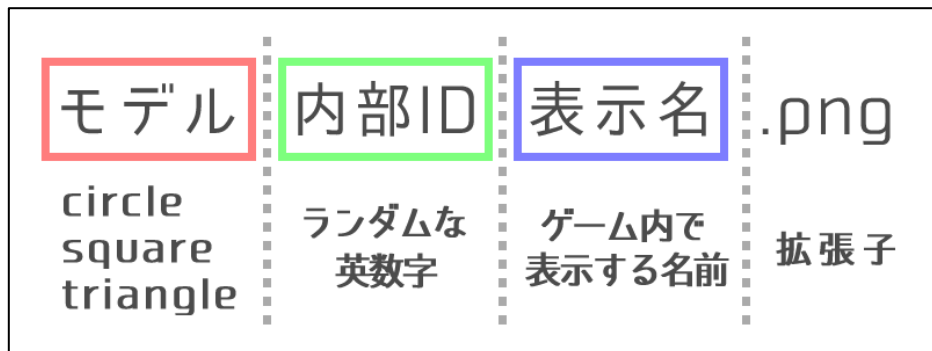 モデル 内部ID 表示名 .png
circle
square
triangle
ランダムな
英数字
ゲーム内で
表示する名前
拡張子